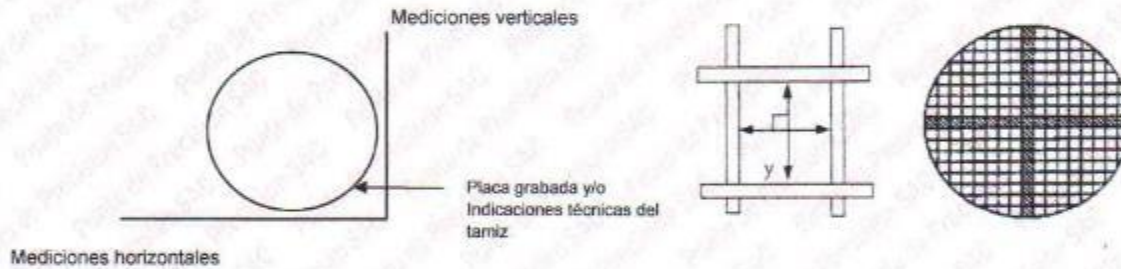 Mediciones verticales
Placa grabada y/o
Indicaciones técnicas del
tamiz
y
Mediciones horizontales